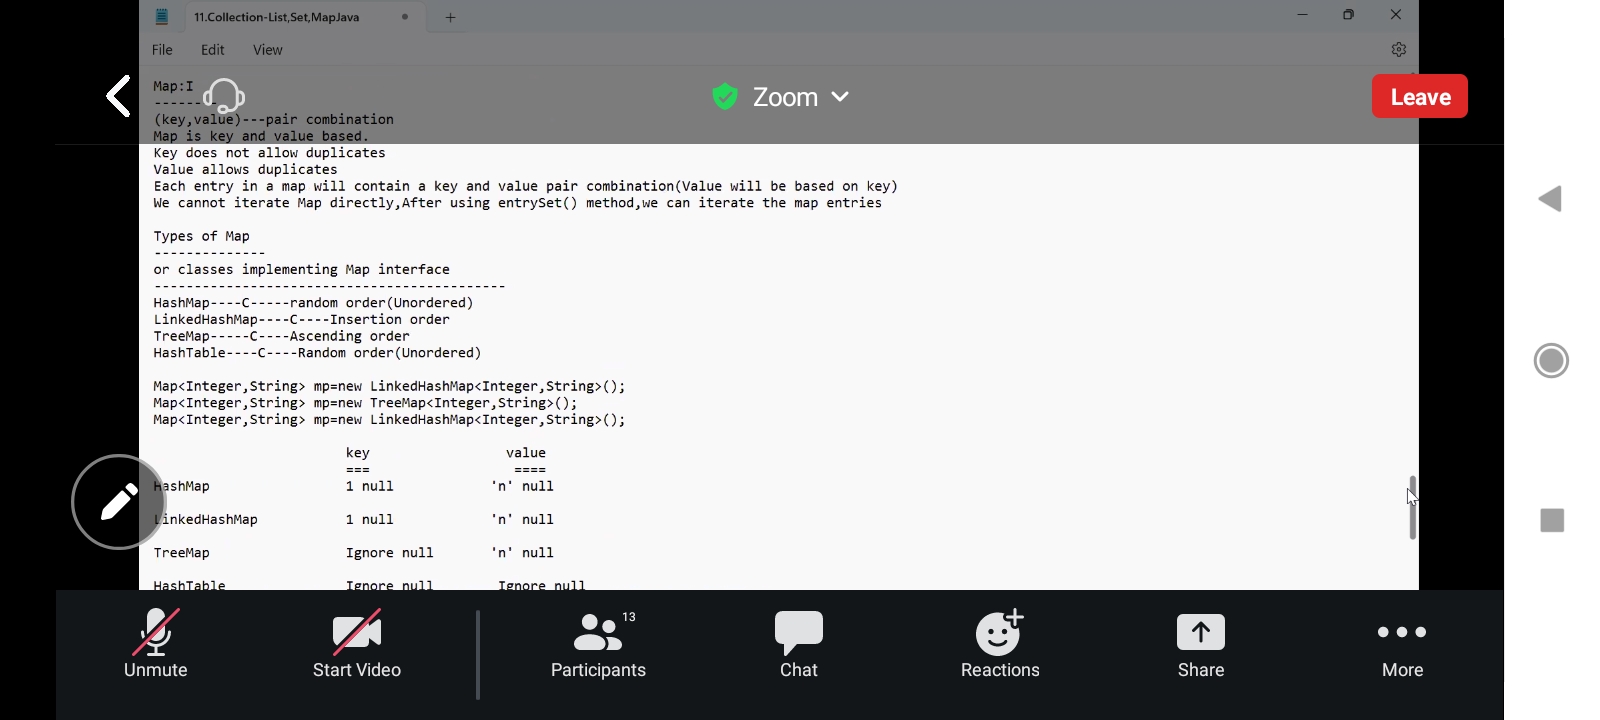 11.Collection-List,Set,MapJava
File Edit View
Map:I
--------
Zoom
Leave
(key,value)---pair combination
Map is key and value based.
Key does not allow duplicates
Value allows duplicates
Each entry in a map will contain a key and value pair combination(Value will be based on key)
We cannot iterate Map directly,After using entrySet() method,we can iterate the map entries
Types of Map
--------------
or classes implementing Map interface
--------------------------------------------
HashMap----C-----random order(Unordered)
LinkedHashMap----C----Insertion order
TreeMap-----C----Ascending order
HashTable----C----Random order(Unordered)
Map<Integer,String> mp=new LinkedHashMap<Integer,String>();
Map<Integer,String> mp=new TreeMap<Integer,String>();
Map<Integer,String> mp=new LinkedHashMap<Integer,String>();
key value
=== ====
HashMap 1 null 'n' null
LinkedHashMap 1 null 'n' null
TreeMap Ignore null 'n' null
HashTable Ignore null Ignore null
13
Unmute Start Video Participants Chat Reactions Share More